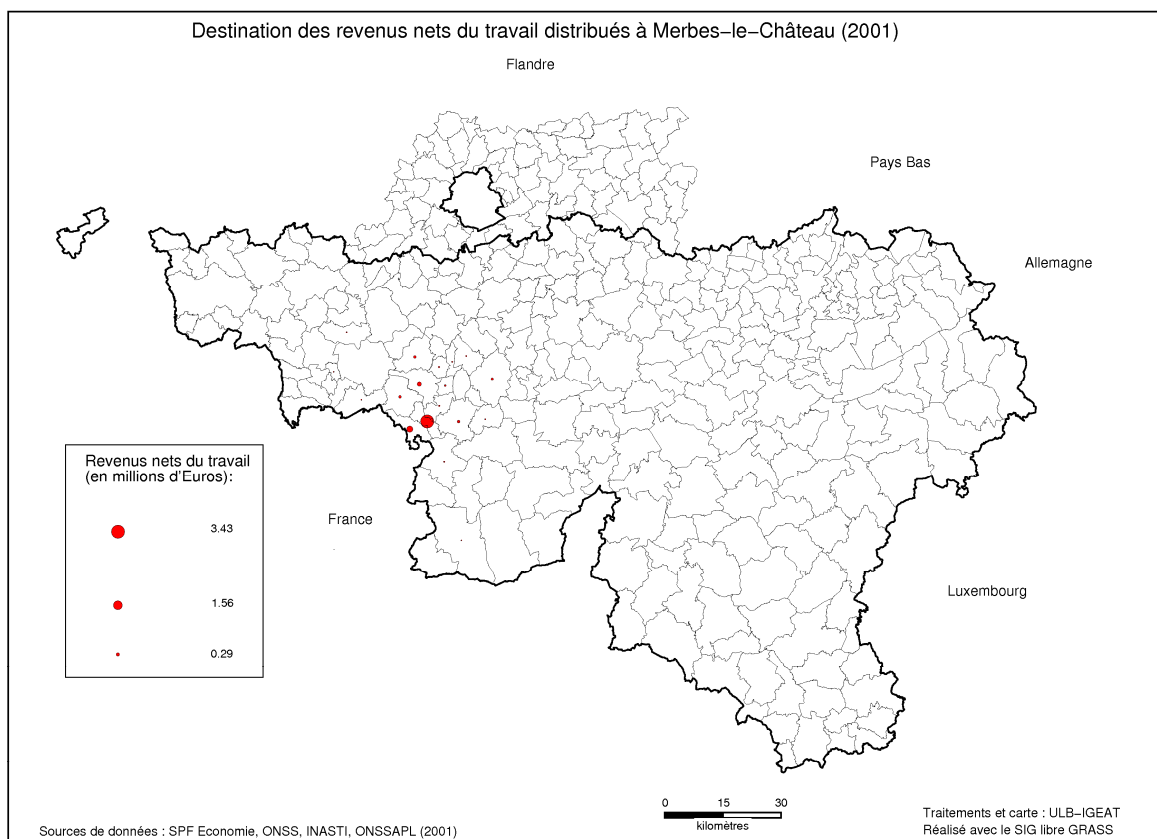 Destination des revenus nets du travail distribués à Merbes−le−Château (2001)
Flandre
Pays Bas
Allemagne
Revenus nets du travail
(en millions d'Euros):
3.43
1.56
0.29
France
Luxembourg
0 15 30
kilomètres
Sources de données : SPF Economie, ONSS, INASTI, ONSSAPL (2001)
Traitements et carte : ULB−IGEAT
Réalisé avec le SIG libre GRASS